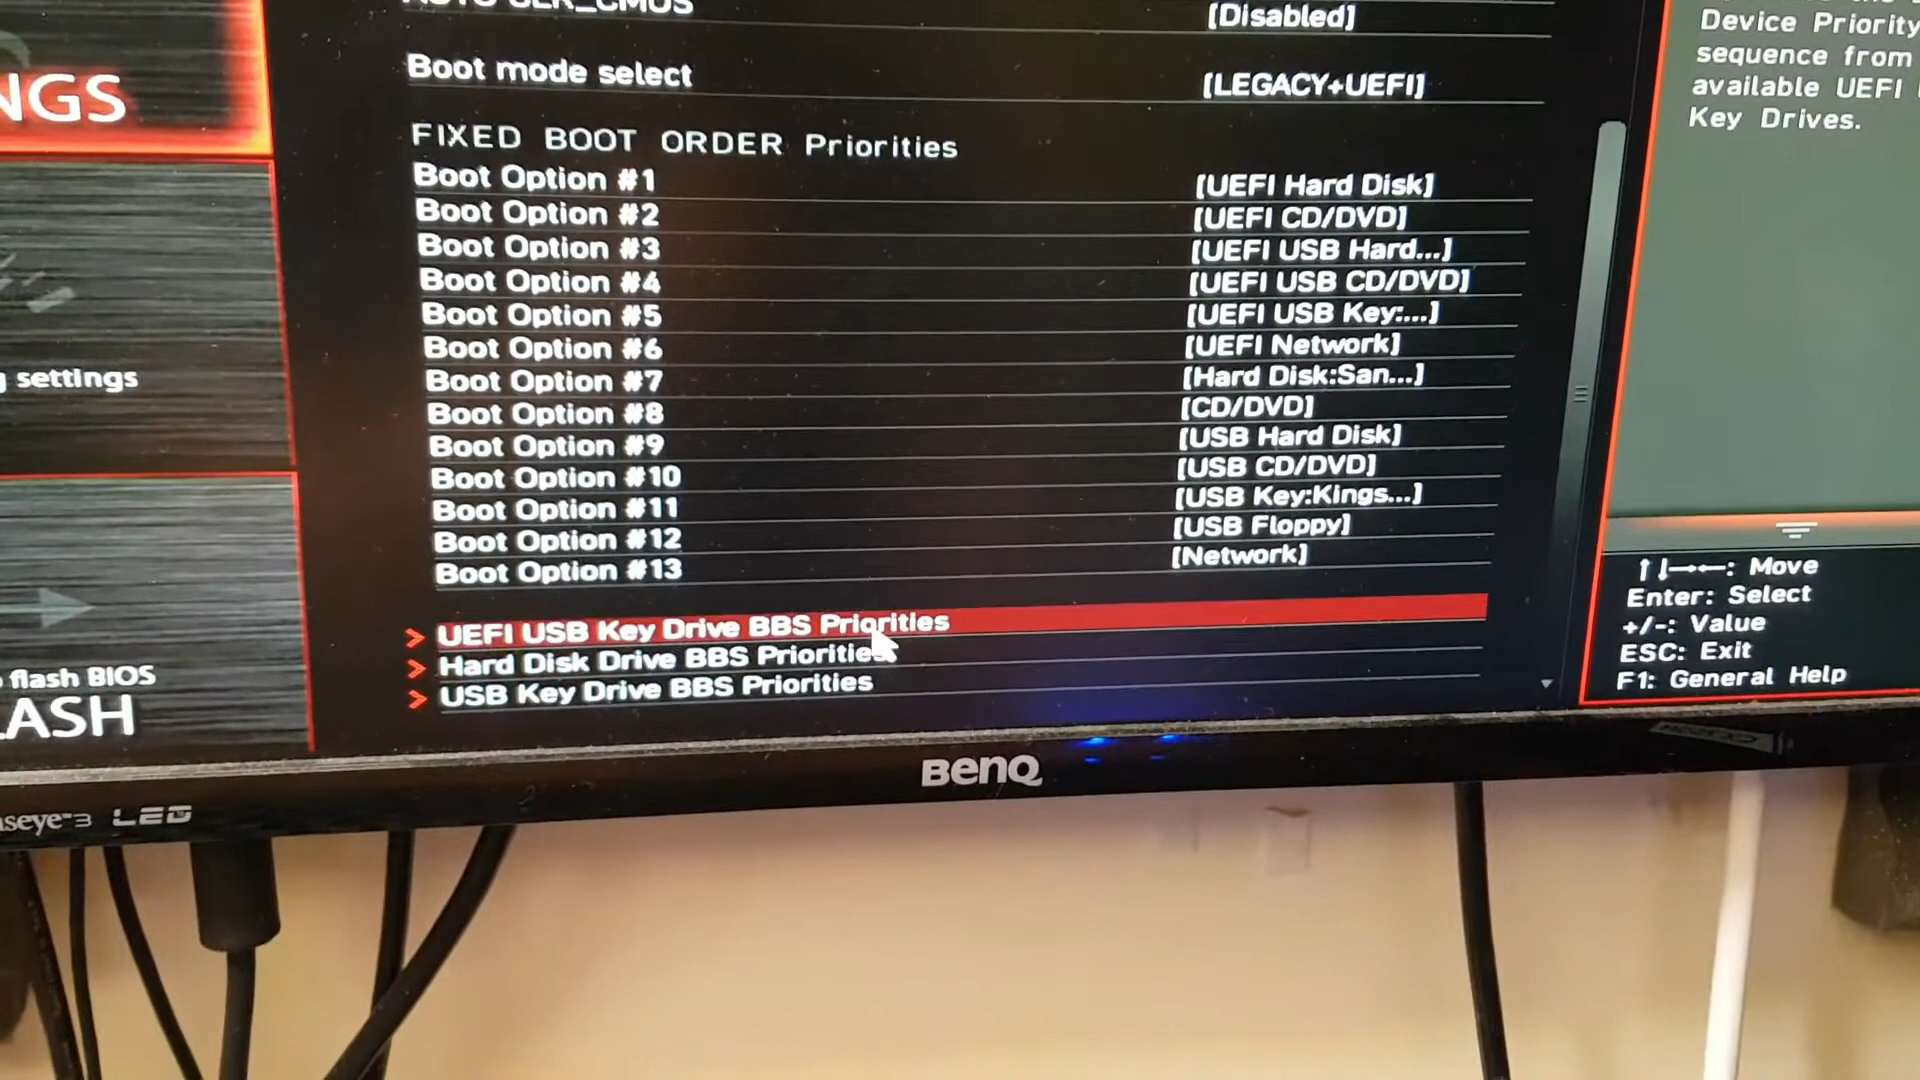 [Disabled]
Boot mode select [LEGACY+UEFI]
FIXED BOOT ORDER Priorities
Boot Option #1 [UEFI Hard Disk]
Boot Option #2 [UEFI CD/DVD]
Boot Option #3 [UEFI USB Hard...]
Boot Option #4 [UEFI USB CD/DVD]
Boot Option #5 [UEFI USB Key:...]
Boot Option #6 [UEFI Network]
Boot Option #7 [Hard Disk:San...]
Boot Option #8 [CD/DVD]
Boot Option #9 [USB Hard Disk]
Boot Option #10 [USB CD/DVD]
Boot Option #11 [USB Key:Kings...]
Boot Option #12 [USB Floppy]
Boot Option #13 [Network]
> UEFI USB Key Drive BBS Priorities
> Hard Disk Drive BBS Priorities
> USB Key Drive BBS Priorities
NGS
settings
flash BIOS
LASH
Device Priority
sequence from
available UEFI
Key Drives.
↑↓→←: Move
Enter: Select
+/-: Value
ESC: Exit
F1: General Help
BenQ
nseye™3 LED